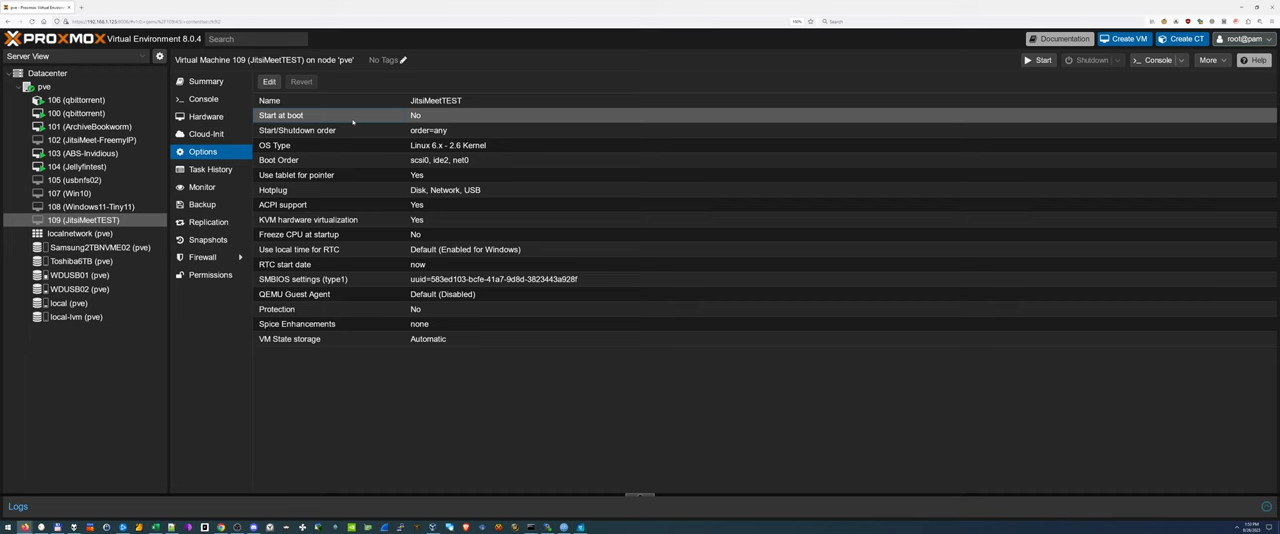 pve - Proxmox Virtual Environment
Search
PROXMOX Virtual Environment 8.0.4 Search
Documentation Create VM Create CT root@pam
Server View
Virtual Machine 109 (JitsiMeetTEST) on node 'pve' No Tags
Start Shutdown Console More Help
Datacenter
pve
106 (qbittorrent)
100 (qbittorrent)
101 (ArchiveBookworm)
102 (JitsiMeet-FreemyIP)
103 (ABS-Invidious)
104 (Jellyfintest)
105 (usbnfs02)
107 (Win10)
108 (Windows11-Tiny11)
109 (JitsiMeetTEST)
localnetwork (pve)
Samsung2TBNVME02 (pve)
Toshiba6TB (pve)
WDUSB01 (pve)
WDUSB02 (pve)
local (pve)
local-lvm (pve)
Summary
Console
Hardware
Cloud-Init
Options
Task History
Monitor
Backup
Replication
Snapshots
Firewall
Permissions
Edit Revert
Name JitsiMeetTEST
Start at boot No
Start/Shutdown order order=any
OS Type Linux 6.x - 2.6 Kernel
Boot Order scsi0, ide2, net0
Use tablet for pointer Yes
Hotplug Disk, Network, USB
ACPI support Yes
KVM hardware virtualization Yes
Freeze CPU at startup No
Use local time for RTC Default (Enabled for Windows)
RTC start date now
SMBIOS settings (type1) uuid=583ed103-bcfe-41a7-9d8d-3823443a928f
QEMU Guest Agent Default (Disabled)
Protection No
Spice Enhancements none
VM State storage Automatic
Logs
1:50 PM